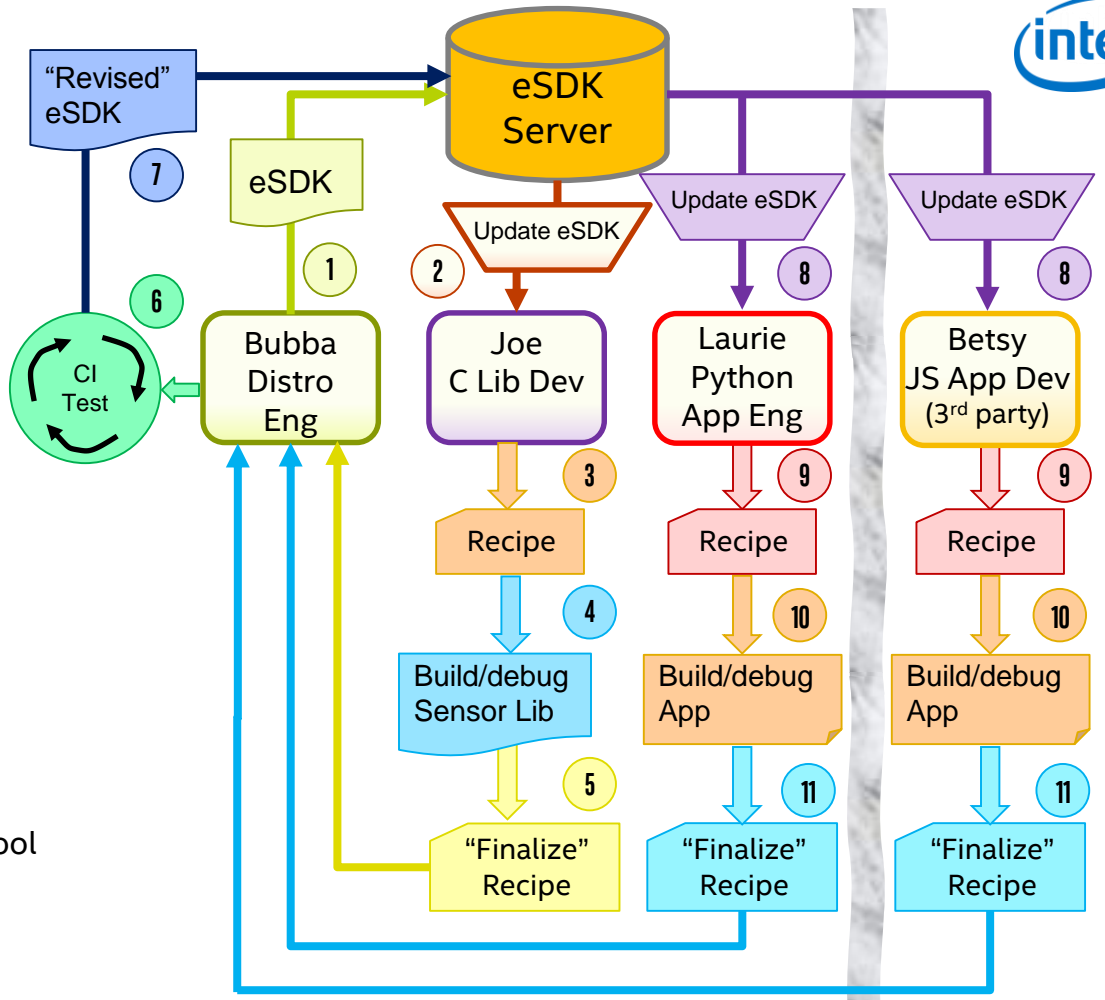 “Revised”
eSDK
7
eSDK
1
eSDK
Server
Update eSDK
2
Update eSDK
8
Update eSDK
8
6
CI
Test
Bubba
Distro
Eng
Joe
C Lib Dev
Laurie
Python
App Eng
Betsy
JS App Dev
(3rd party)
3
Recipe
9
Recipe
9
Recipe
4
Build/debug
Sensor Lib
10
Build/debug
App
10
Build/debug
App
5
“Finalize”
Recipe
11
“Finalize”
Recipe
11
“Finalize”
Recipe